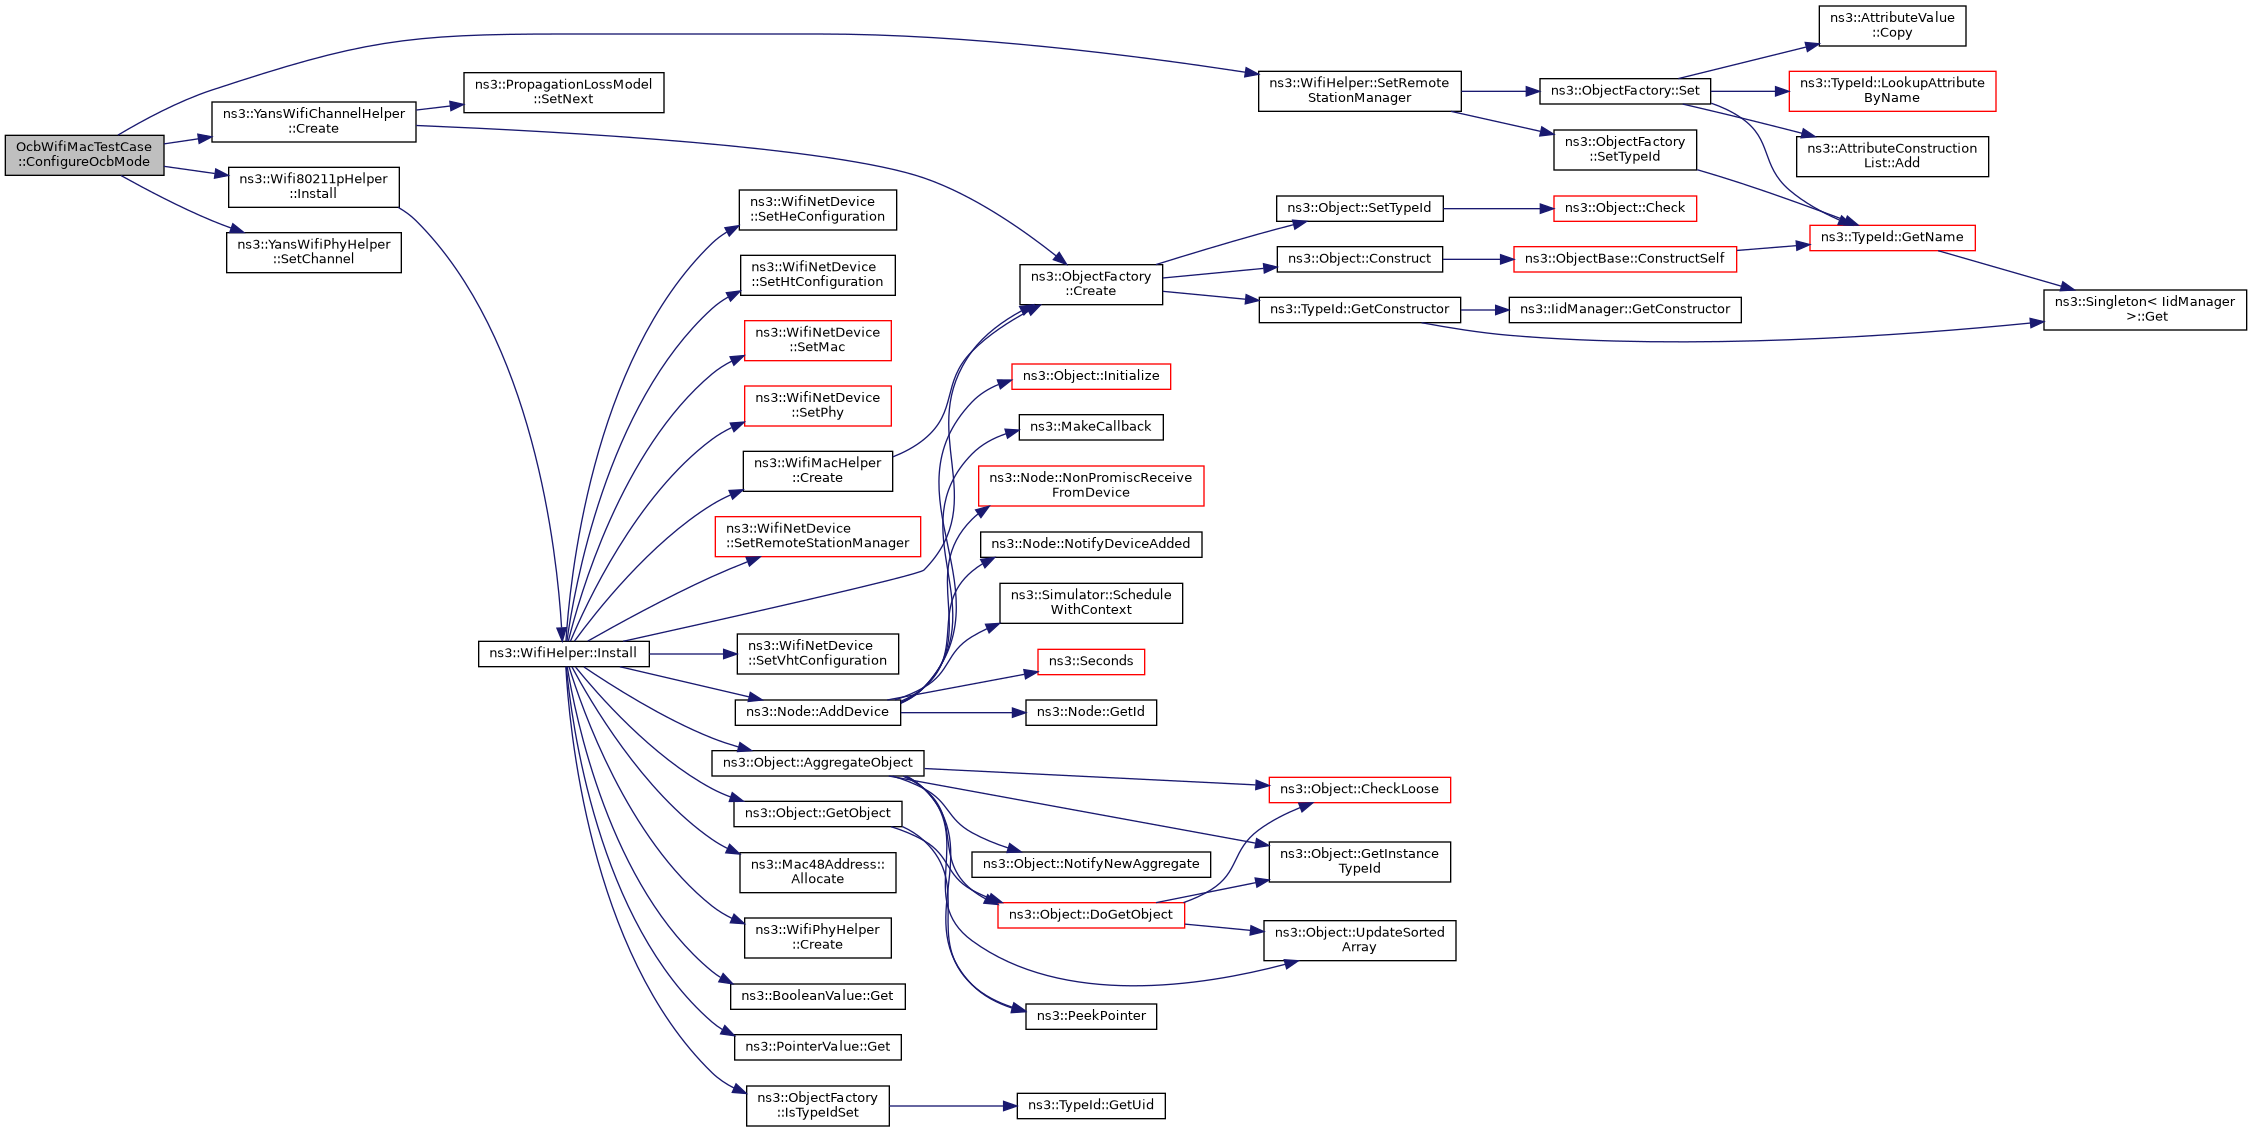 OcbWifiMacTestCase
::ConfigureOcbMode
ns3::YansWifiChannelHelper
::Create
ns3::Wifi80211pHelper
::Install
ns3::YansWifiPhyHelper
::SetChannel
ns3::PropagationLossModel
::SetNext
ns3::WifiHelper::Install
ns3::WifiNetDevice
::SetHeConfiguration
ns3::WifiNetDevice
::SetHtConfiguration
ns3::WifiNetDevice
::SetMac
ns3::WifiNetDevice
::SetPhy
ns3::WifiMacHelper
::Create
ns3::WifiNetDevice
::SetRemoteStationManager
ns3::WifiNetDevice
::SetVhtConfiguration
ns3::Node::AddDevice
ns3::Object::AggregateObject
ns3::Object::GetObject
ns3::Mac48Address::
Allocate
ns3::WifiPhyHelper
::Create
ns3::BooleanValue::Get
ns3::PointerValue::Get
ns3::ObjectFactory
::IsTypeIdSet
ns3::ObjectFactory
::Create
ns3::Object::Initialize
ns3::MakeCallback
ns3::Node::NonPromiscReceive
FromDevice
ns3::Node::NotifyDeviceAdded
ns3::Simulator::Schedule
WithContext
ns3::Seconds
ns3::Node::GetId
ns3::Object::NotifyNewAggregate
ns3::Object::DoGetObject
ns3::PeekPointer
ns3::TypeId::GetUid
ns3::WifiHelper::SetRemote
StationManager
ns3::Object::SetTypeId
ns3::Object::Construct
ns3::TypeId::GetConstructor
ns3::Object::CheckLoose
ns3::Object::GetInstance
TypeId
ns3::Object::UpdateSorted
Array
ns3::ObjectFactory::Set
ns3::ObjectFactory
::SetTypeId
ns3::Object::Check
ns3::ObjectBase::ConstructSelf
ns3::IidManager::GetConstructor
ns3::AttributeValue
::Copy
ns3::TypeId::LookupAttribute
ByName
ns3::AttributeConstruction
List::Add
ns3::TypeId::GetName
ns3::Singleton< IidManager
>::Get